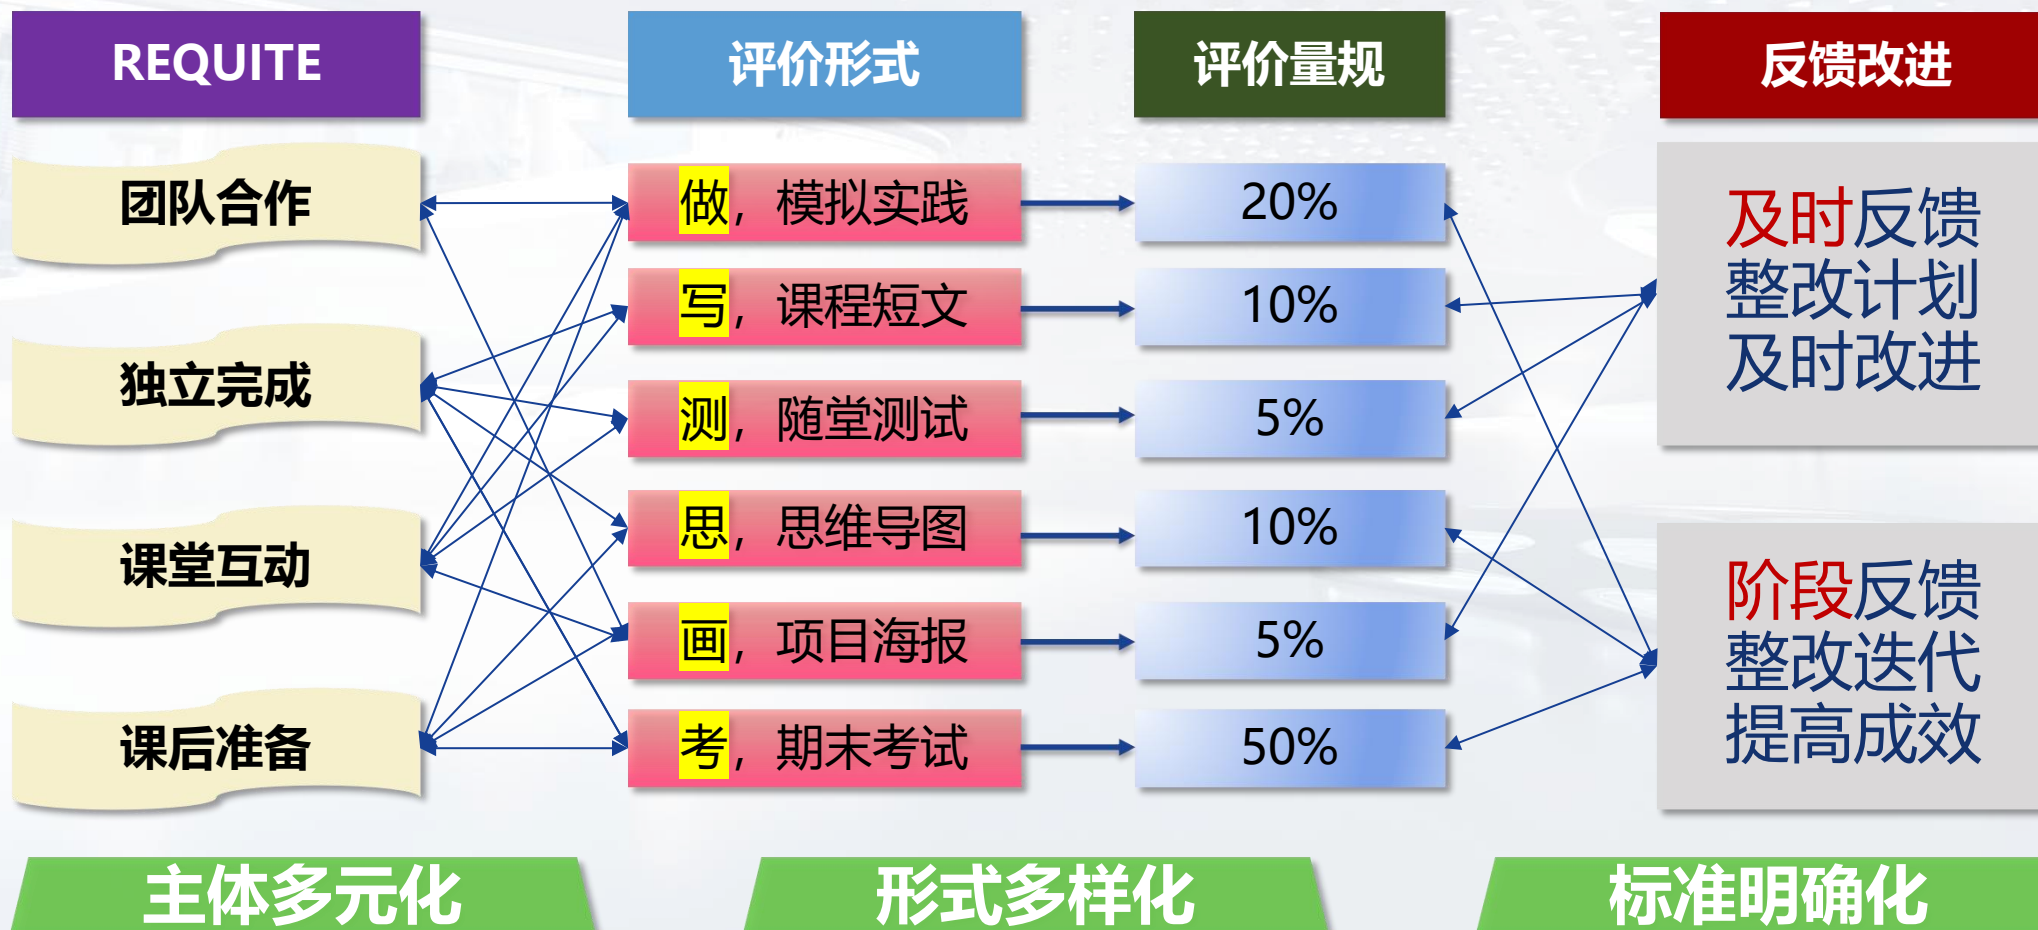 REQUITE
评价形式
评价量规
反馈改进
团队合作
独立完成
课堂互动
课后准备
做，模拟实践
写，课程短文
测，随堂测试
思，思维导图
画，项目海报
考，期末考试
20%
10%
5%
10%
5%
50%
及时反馈
整改计划
及时改进
阶段反馈
整改迭代
提高成效
主体多元化
形式多样化
标准明确化